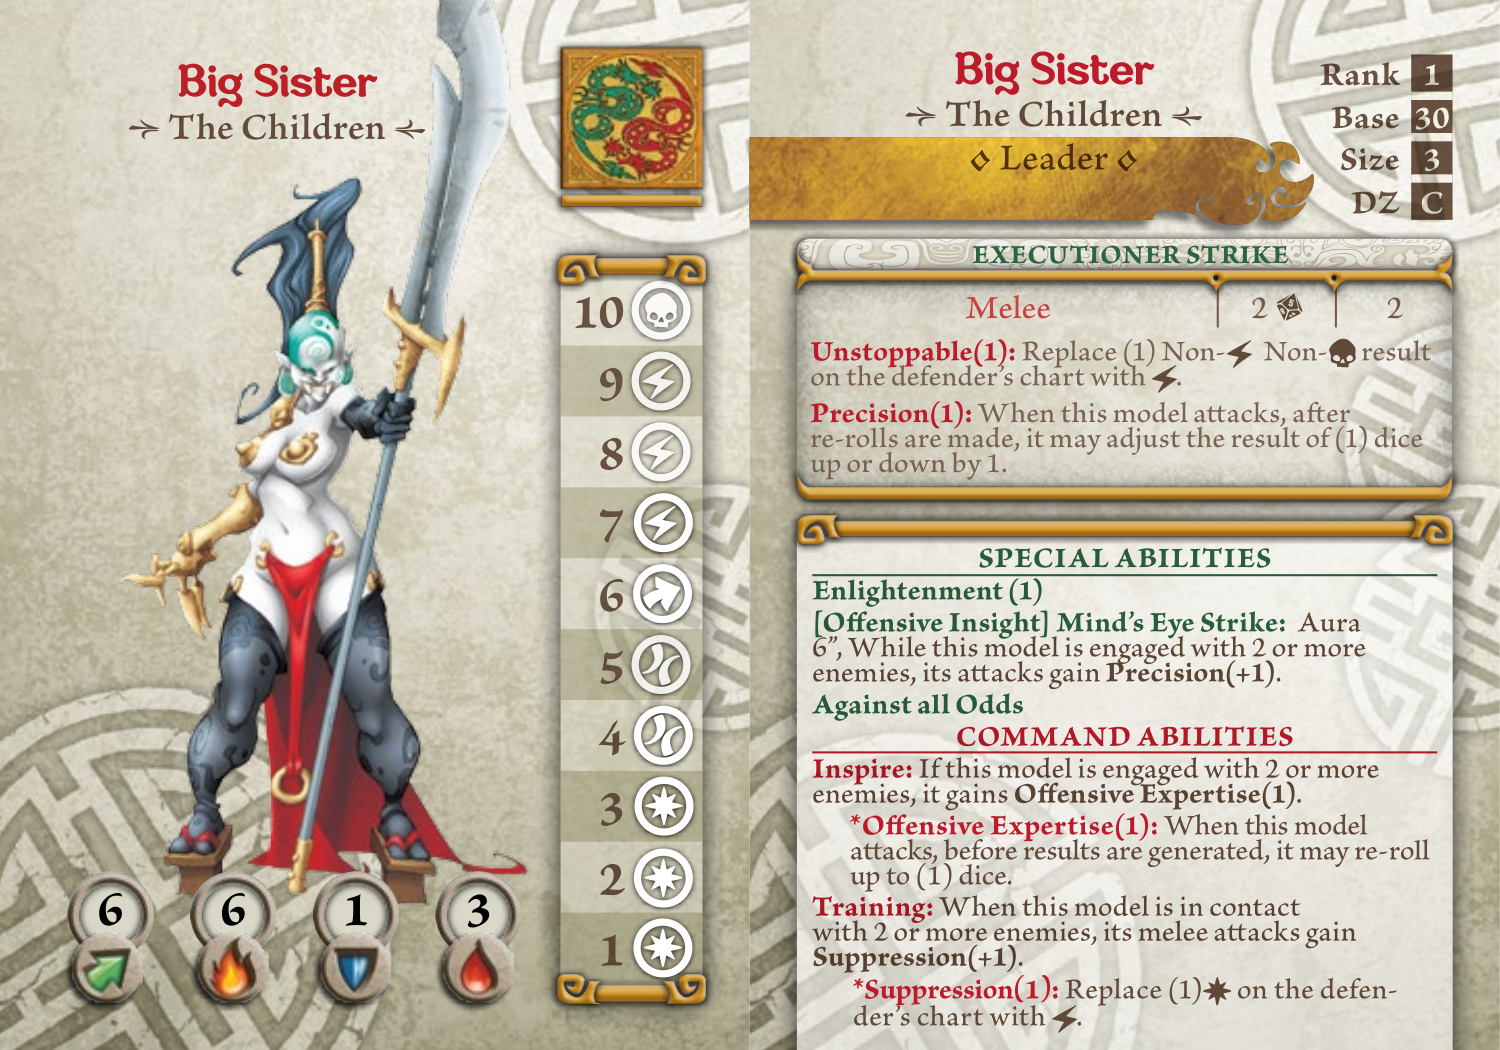 Big Sister
The Children
10
9
8
7
6
5
4
3
2
1
6 6 1 3
Big Sister
The Children
Leader
Rank 1
Base 30
Size 3
DZ C
EXECUTIONER STRIKE
Melee 2 2
Unstoppable(1): Replace (1) Non- Non- result
on the defender's chart with .
Precision(1): When this model attacks, after
re-rolls are made, it may adjust the result of (1) dice
up or down by 1.
SPECIAL ABILITIES
Enlightenment (1)
[Offensive Insight] Mind's Eye Strike: Aura
6”, While this model is engaged with 2 or more
enemies, its attacks gain Precision(+1).
Against all Odds
COMMAND ABILITIES
Inspire: If this model is engaged with 2 or more
enemies, it gains Offensive Expertise(1).
*Offensive Expertise(1): When this model
attacks, before results are generated, it may re-roll
up to (1) dice.
Training: When this model is in contact
with 2 or more enemies, its melee attacks gain
Suppression(+1).
*Suppression(1): Replace (1) on the defen-
der's chart with .